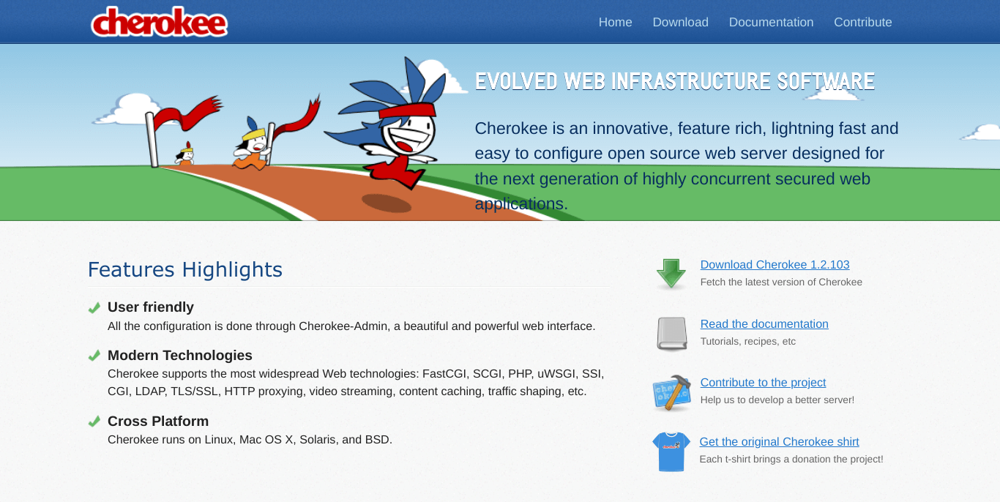 cherokee
Home Download Documentation Contribute
EVOLVED WEB INFRASTRUCTURE SOFTWARE
Cherokee is an innovative, feature rich, lightning fast and
easy to configure open source web server designed for
the next generation of highly concurrent secured web
applications.
Features Highlights
User friendly
All the configuration is done through Cherokee-Admin, a beautiful and powerful web interface.
Modern Technologies
Cherokee supports the most widespread Web technologies: FastCGI, SCGI, PHP, uWSGI, SSI,
CGI, LDAP, TLS/SSL, HTTP proxying, video streaming, content caching, traffic shaping, etc.
Cross Platform
Cherokee runs on Linux, Mac OS X, Solaris, and BSD.
Download Cherokee 1.2.103
Fetch the latest version of Cherokee
Read the documentation
Tutorials, recipes, etc
Contribute to the project
Help us to develop a better server!
Get the original Cherokee shirt
Each t-shirt brings a donation the project!